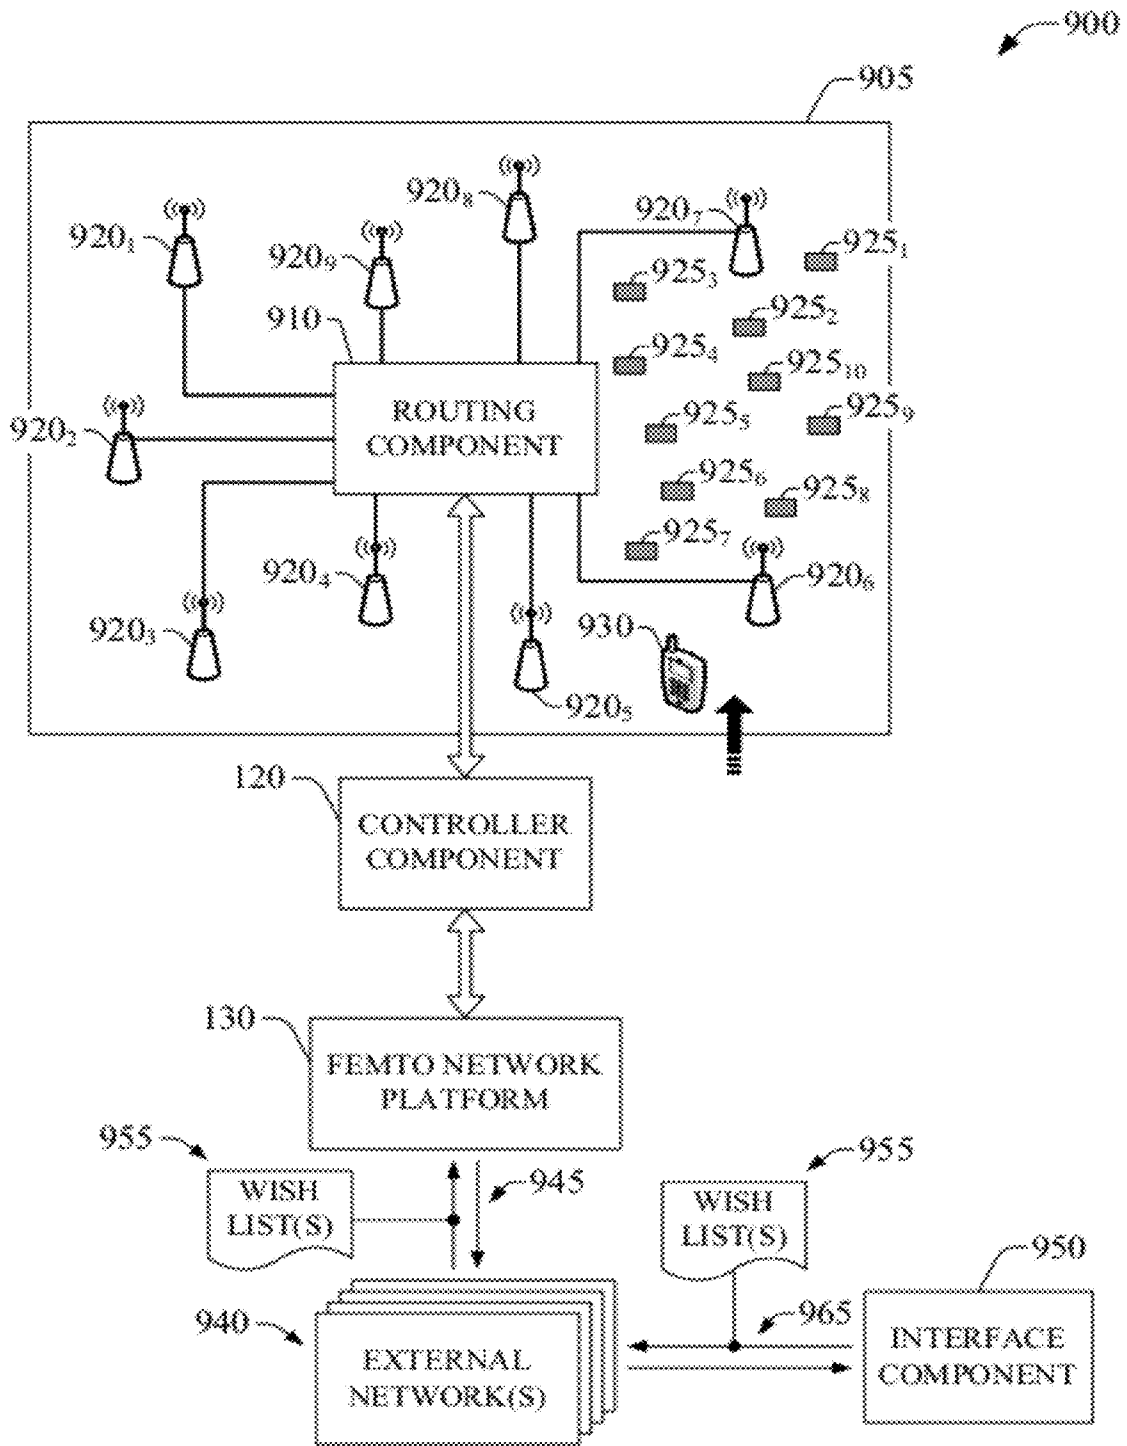 900
905
920₈
920₇
920₁
920₉
925₁
925₃
910
925₂
925₄
925₁₀
ROUTING
COMPONENT
925₉
920₂
925₅
925₆
925₈
925₇
920₄
920₆
920₃
930
920₅
120
CONTROLLER
COMPONENT
130
FEMTO NETWORK
PLATFORM
955
WISH
LIST(S)
945
955
WISH
LIST(S)
950
940
965
EXTERNAL
NETWORK(S)
INTERFACE
COMPONENT